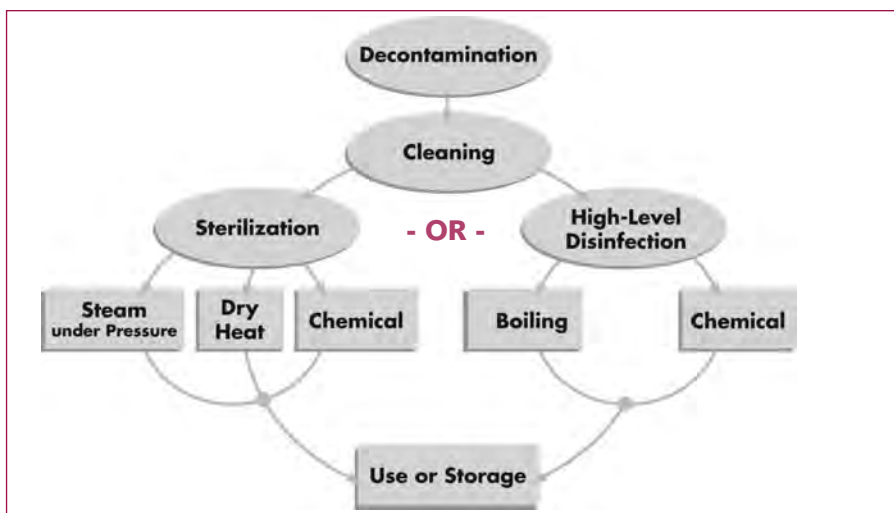 Decontamination
Cleaning
Sterilization
- OR -
High-Level
Disinfection
Steam
under Pressure
Dry
Heat
Chemical
Boiling
Chemical
Use or Storage